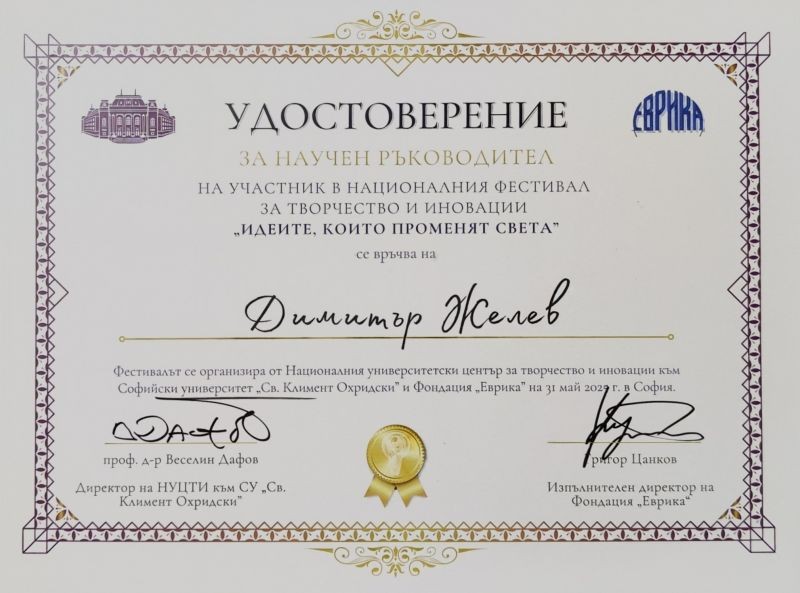 УДОСТОВЕРЕНИЕ
ЕВРИКА
ЗА НАУЧЕН РЪКОВОДИТЕЛ
НА УЧАСТНИК В НАЦИОНАЛНИЯ ФЕСТИВАЛ
ЗА ТВОРЧЕСТВО И ИНОВАЦИИ
„ИДЕИТЕ, КОИТО ПРОМЕНЯТ СВЕТА”
се връчва на
Димитър Желев
Фестивалът се организира от Националния университетски център за творчество и иновации към
Софийски университет „Св. Климент Охридски” и Фондация „Еврика” на 31 май г. в София.
проф. д-р Веселин Дафов
Григор Цанков
Директор на НУЦТИ към СУ „Св.
Климент Охридски”
Изпълнителен директор на
Фондация „Еврика”